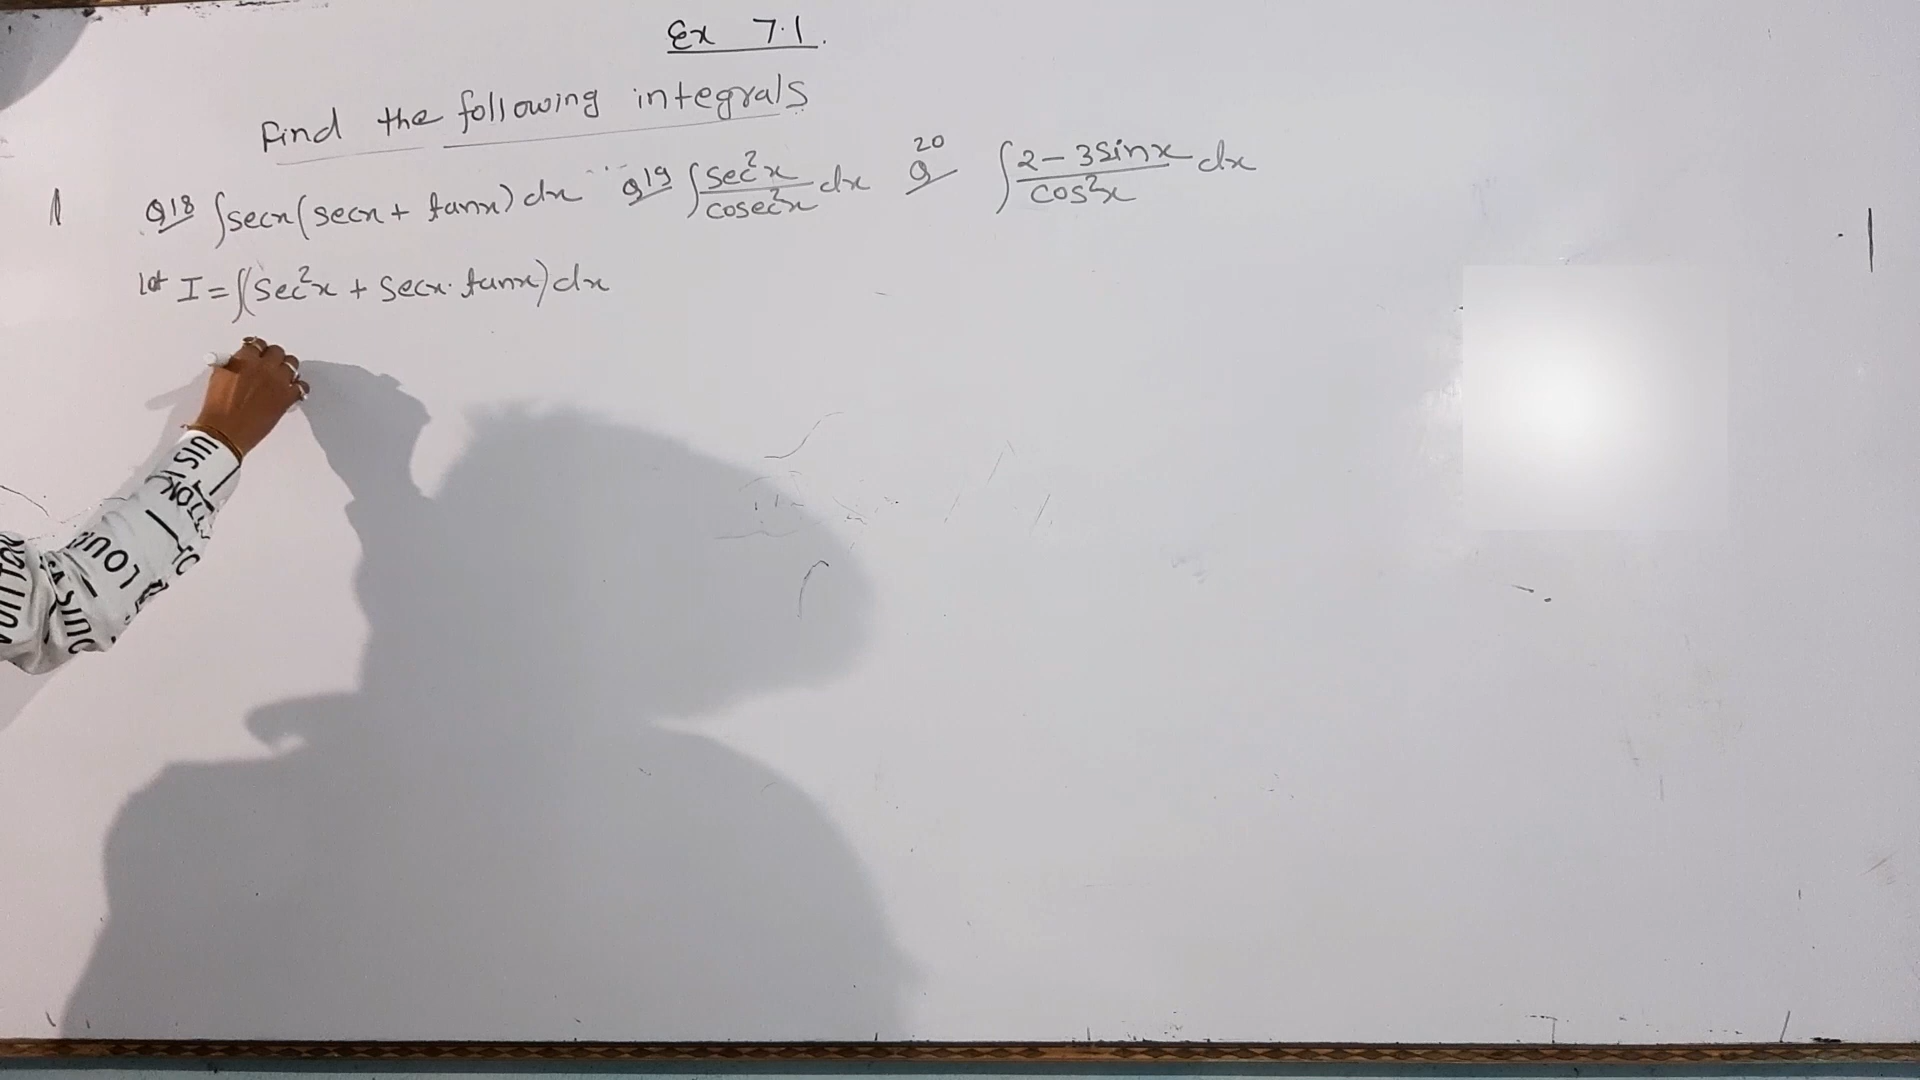 Ex 7.1.
Find the following integrals
Q18 ∫secx(secx + tanx) dx Q19 ∫sec²x/cosec²x dx Q20 ∫2-3sinx/cos²x dx
let I = ∫(sec²x + secx·tanx)dx